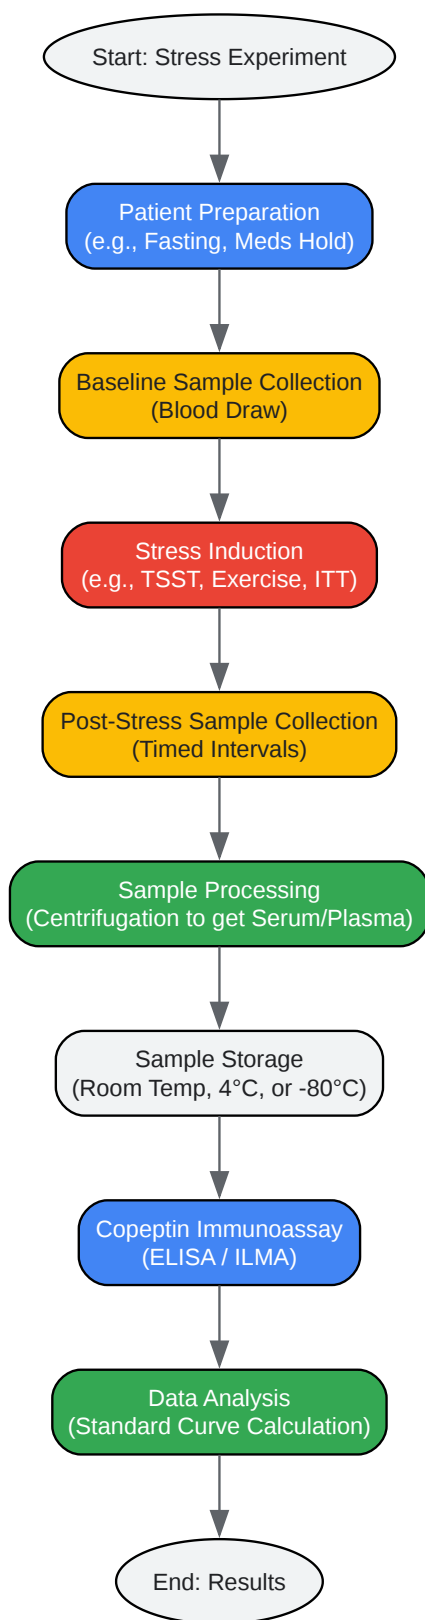 Start: Stress Experiment
Patient Preparation
(e.g., Fasting, Meds Hold)
Baseline Sample Collection
(Blood Draw)
Stress Induction
(e.g., TSST, Exercise, ITT)
Post-Stress Sample Collection
(Timed Intervals)
Sample Processing
(Centrifugation to get Serum/Plasma)
Sample Storage
(Room Temp, 4°C, or -80°C)
Copeptin Immunoassay
(ELISA / ILMA)
Data Analysis
(Standard Curve Calculation)
End: Results